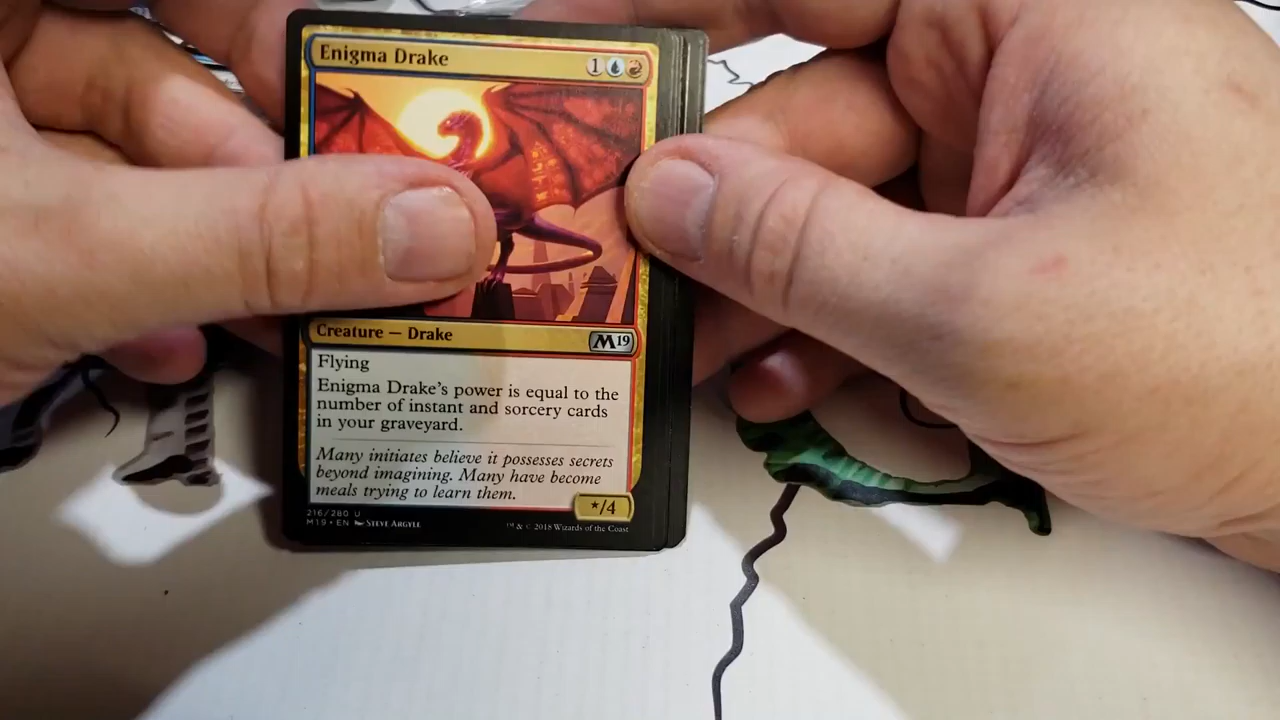 Enigma Drake 1
Creature — Drake M19
Flying
Enigma Drake's power is equal to the
number of instant and sorcery cards
in your graveyard.
Many initiates believe it possesses secrets
beyond imagining. Many have become
meals trying to learn them.
*/4
216/280 U
M19 • EN STEVE ARGYLE
™ & © 2018 Wizards of the Coast